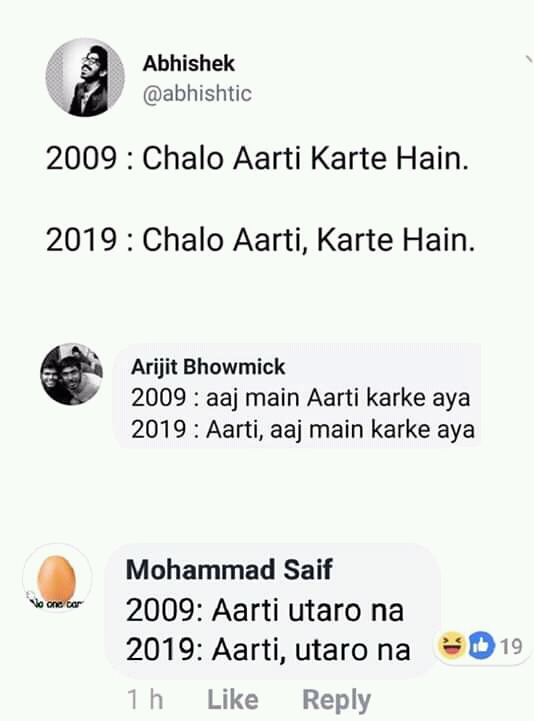 Abhishek
@abhishtic
2009 : Chalo Aarti Karte Hain.
2019 : Chalo Aarti, Karte Hain.
Arijit Bhowmick
2009 : aaj main Aarti karke aya
2019 : Aarti, aaj main karke aya
No one car
Mohammad Saif
2009: Aarti utaro na
2019: Aarti, utaro na
19
1 h Like Reply